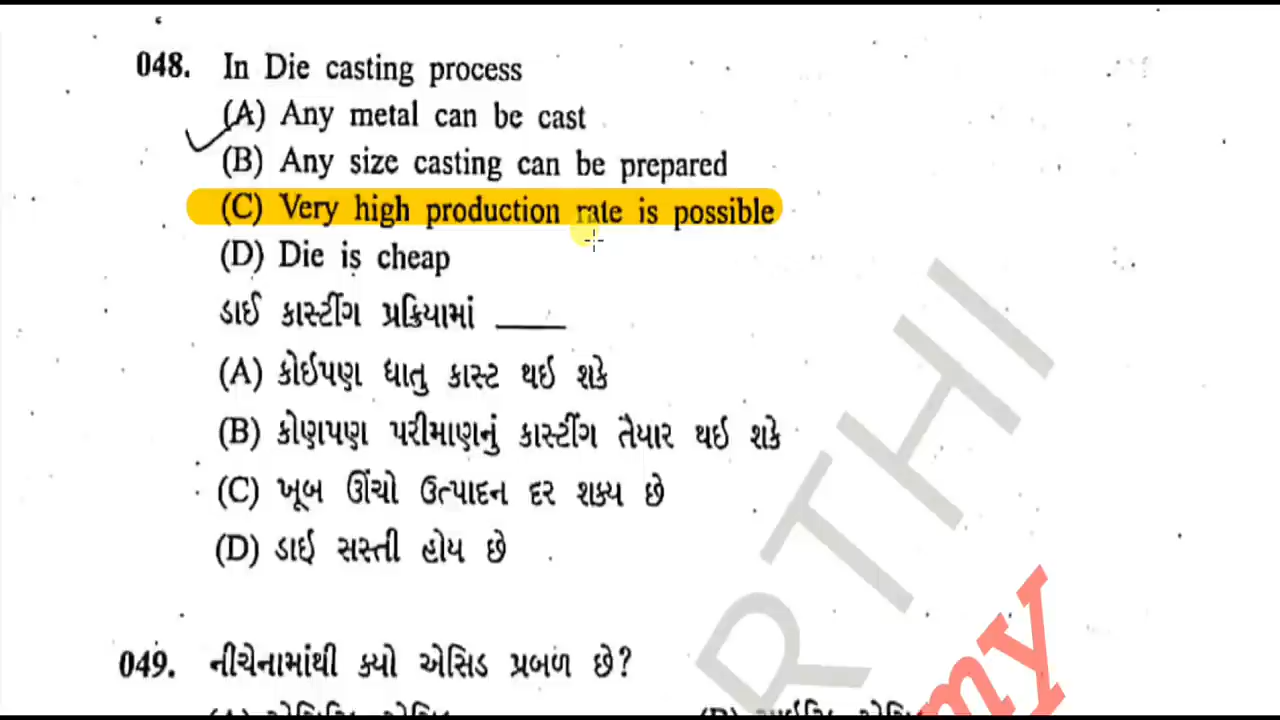 048. In Die casting process
(A) Any metal can be cast
(B) Any size casting can be prepared
(C) Very high production rate is possible
(D) Die is cheap
ડાઈ કાસ્ટીંગ પ્રક્રિયામાં ____
(A) કોઈપણ ધાતુ કાસ્ટ થઈ શકે
(B) કોણપણ પરીમાણનું કાસ્ટીંગ તૈયાર થઈ શકે
(C) ખૂબ ઊંચો ઉત્પાદન દર શક્ય છે
(D) ડાઈ સસ્તી હોય છે
049. નીચેનામાંથી ક્યો એસિડ પ્રબળ છે?
RTHI
my